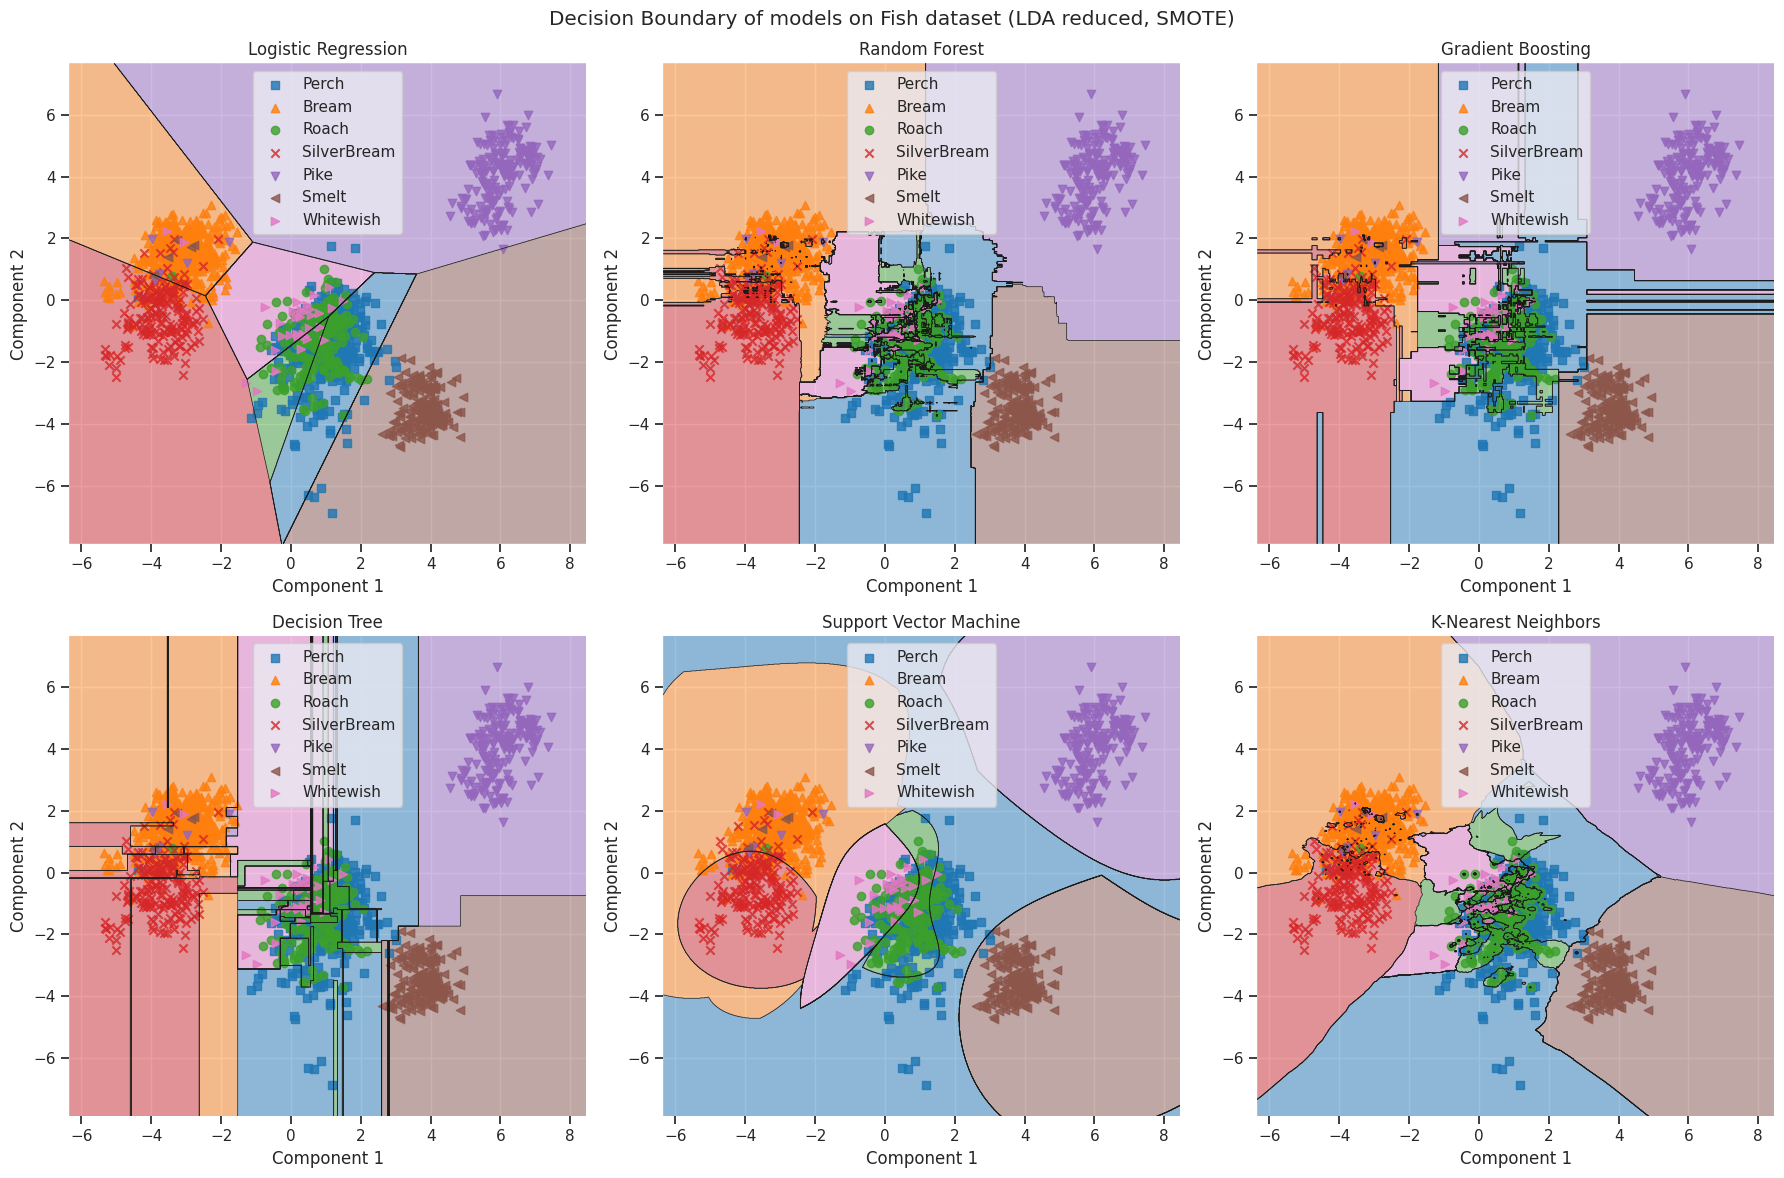 Decision Boundary of models on Fish dataset (LDA reduced, SMOTE)
Logistic Regression
Perch
Bream
Roach
SilverBream
Pike
Smelt
Whitewish
6
4
2
0
−2
−4
−6
Component 2
−6 −4 −2 0 2 4 6 8
Component 1
Random Forest
Perch
Bream
Roach
SilverBream
Pike
Smelt
Whitewish
6
4
2
0
−2
−4
−6
Component 2
−6 −4 −2 0 2 4 6 8
Component 1
Gradient Boosting
Perch
Bream
Roach
SilverBream
Pike
Smelt
Whitewish
6
4
2
0
−2
−4
−6
Component 2
−6 −4 −2 0 2 4 6 8
Component 1
Decision Tree
Perch
Bream
Roach
SilverBream
Pike
Smelt
Whitewish
6
4
2
0
−2
−4
−6
Component 2
−6 −4 −2 0 2 4 6 8
Component 1
Support Vector Machine
Perch
Bream
Roach
SilverBream
Pike
Smelt
Whitewish
6
4
2
0
−2
−4
−6
Component 2
−6 −4 −2 0 2 4 6 8
Component 1
K-Nearest Neighbors
Perch
Bream
Roach
SilverBream
Pike
Smelt
Whitewish
6
4
2
0
−2
−4
−6
Component 2
−6 −4 −2 0 2 4 6 8
Component 1